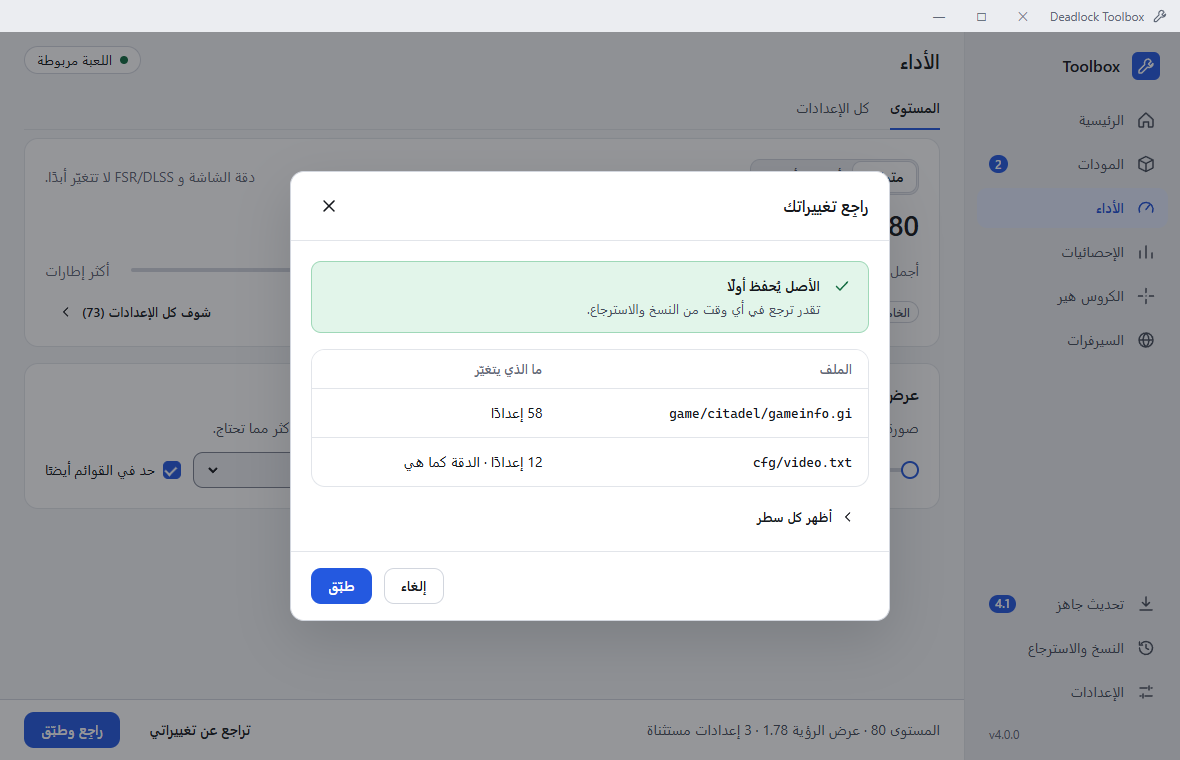 Deadlock Toolbox
Toolbox
الرئيسية
المودات
2
الأداء
الإحصائيات
الكروس هير
السيرفرات
تحديث جاهز
4.1
النسخ والاسترجاع
الإعدادات
v4.0.0
الأداء
اللعبة مربوطة
المستوى
كل الإعدادات
دقة الشاشة و FSR/DLSS لا تتغيّر أبدًا.
80
أجمل
أكثر إطارات
شوف كل الإعدادات (73)
عرض
كثر مما تحتاج.
حد في القوائم أيضًا
راجِع تغييراتك
الأصل يُحفظ أولًا
تقدر ترجع في أي وقت من النسخ والاسترجاع.
الملف
ما الذي يتغيّر
game/citadel/gameinfo.gi
58 إعدادًا
cfg/video.txt
12 إعدادًا · الدقة كما هي
أظهر كل سطر
إلغاء
طبّق
المستوى 80 · عرض الرؤية 1.78 · 3 إعدادات مستثناة
تراجع عن تغييراتي
راجِع وطبّق